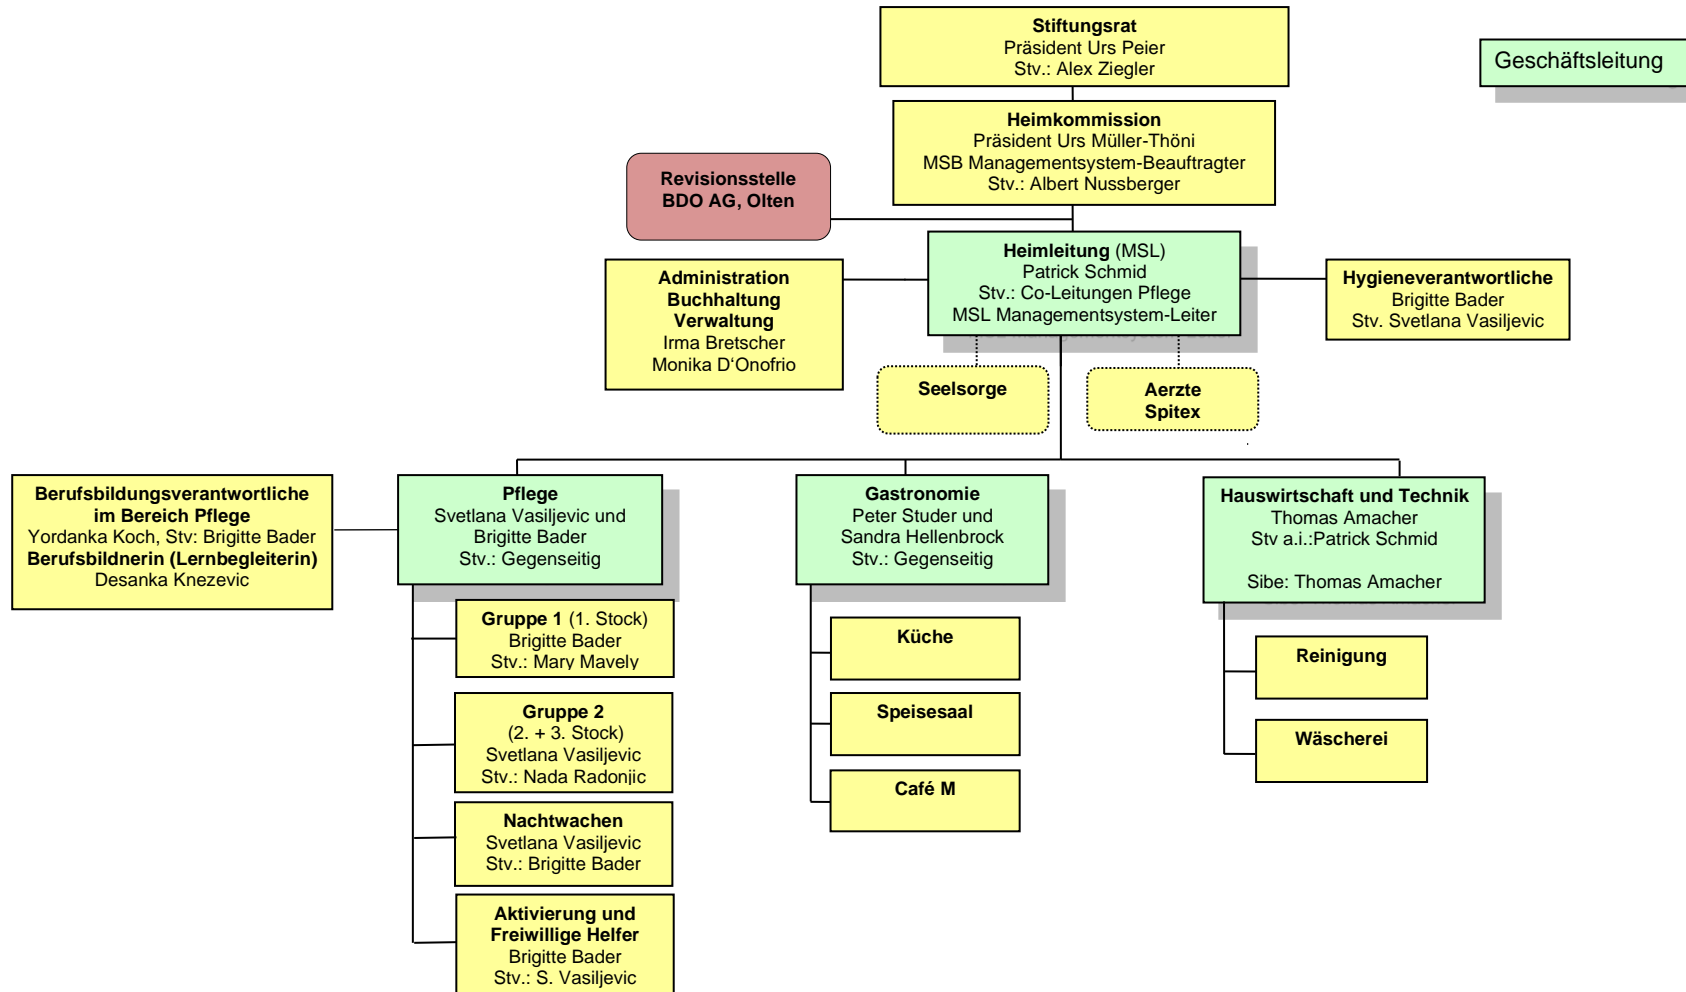 Stiftungsrat
Präsident Urs Peier
Stv.: Alex Ziegler
Geschäftsleitung
Heimkommission
Präsident Urs Müller-Thöni
MSB Managementsystem-Beauftragter
Stv.: Albert Nussberger
Revisionsstelle
BDO AG, Olten
Heimleitung (MSL)
Patrick Schmid
Stv.: Co-Leitungen Pflege
MSL Managementsystem-Leiter
Administration
Buchhaltung
Verwaltung
Irma Bretscher
Monika D‘Onofrio
Hygieneverantwortliche
Brigitte Bader
Stv. Svetlana Vasiljevic
Seelsorge
Aerzte
Spitex
Berufsbildungsverantwortliche
im Bereich Pflege
Yordanka Koch, Stv: Brigitte Bader
Berufsbildnerin (Lernbegleiterin)
Desanka Knezevic
Pflege
Svetlana Vasiljevic und
Brigitte Bader
Stv.: Gegenseitig
Gastronomie
Peter Studer und
Sandra Hellenbrock
Stv.: Gegenseitig
Hauswirtschaft und Technik
Thomas Amacher
Stv a.i.:Patrick Schmid
Sibe: Thomas Amacher
Gruppe 1 (1. Stock)
Brigitte Bader
Stv.: Mary Mavely
Gruppe 2
(2. + 3. Stock)
Svetlana Vasiljevic
Stv.: Nada Radonjic
Nachtwachen
Svetlana Vasiljevic
Stv.: Brigitte Bader
Aktivierung und
Freiwillige Helfer
Brigitte Bader
Stv.: S. Vasiljevic
Küche
Speisesaal
Café M
Reinigung
Wäscherei